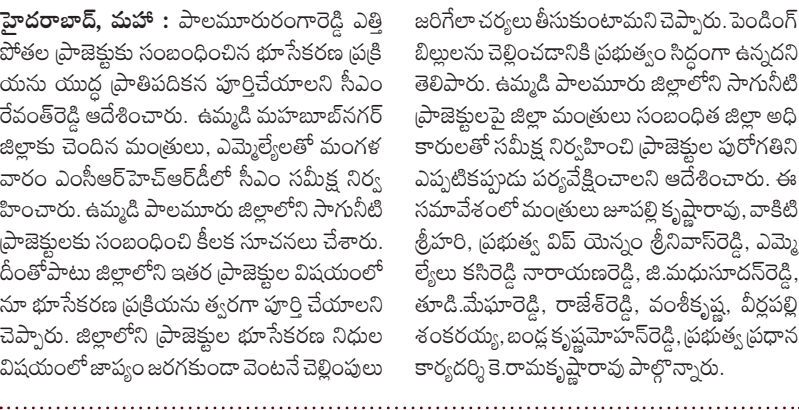 హైదరాబాద్, మహా : పాలమూరురంగారెడ్డి ఎత్తి
పోతల ప్రాజెక్టుకు సంబంధించిన భూసేకరణ ప్రక్రి
యను యుద్ధ ప్రాతిపదికన పూర్తిచేయాలని సీఎం
రేవంత్‌రెడ్డి ఆదేశించారు. ఉమ్మడి మహబూబ్‌నగర్
జిల్లాకు చెందిన మంత్రులు, ఎమ్మెల్యేలతో మంగళ
వారం ఎంసీఆర్‌హెచ్‌ఆర్‌డీలో సీఎం సమీక్ష నిర్వ
హించారు. ఉమ్మడి పాలమూరు జిల్లాలోని సాగునీటి
ప్రాజెక్టులకు సంబంధించి కీలక సూచనలు చేశారు.
దీంతోపాటు జిల్లాలోని ఇతర ప్రాజెక్టుల విషయంలో
నూ భూసేకరణ ప్రక్రియను త్వరగా పూర్తి చేయాలని
చెప్పారు. జిల్లాలోని ప్రాజెక్టుల భూసేకరణ నిధుల
విషయంలో జాప్యం జరగకుండా వెంటనే చెల్లింపులు
జరిగేలా చర్యలు తీసుకుంటామని చెప్పారు. పెండింగ్
బిల్లులను చెల్లించడానికి ప్రభుత్వం సిద్ధంగా ఉన్నదని
తెలిపారు. ఉమ్మడి పాలమూరు జిల్లాలోని సాగునీటి
ప్రాజెక్టులపై జిల్లా మంత్రులు సంబంధిత జిల్లా అధి
కారులతో సమీక్ష నిర్వహించి ప్రాజెక్టుల పురోగతిని
ఎప్పటికప్పుడు పర్యవేక్షించాలని ఆదేశించారు. ఈ
సమావేశంలో మంత్రులు జూపల్లి కృష్ణారావు, వాకిటి
శ్రీహరి, ప్రభుత్వ విప్ యెన్నం శ్రీనివాస్‌రెడ్డి, ఎమ్మె
ల్యేలు కసిరెడ్డి నారాయణరెడ్డి, జి.మధుసూదన్‌రెడ్డి,
తూడి.మేఘారెడ్డి, రాజేశ్‌రెడ్డి, వంశీకృష్ణ, వీర్లపల్లి
శంకరయ్య, బండ్ల కృష్ణమోహన్‌రెడ్డి, ప్రభుత్వ ప్రధాన
కార్యదర్శి కె.రామకృష్ణారావు పాల్గొన్నారు.